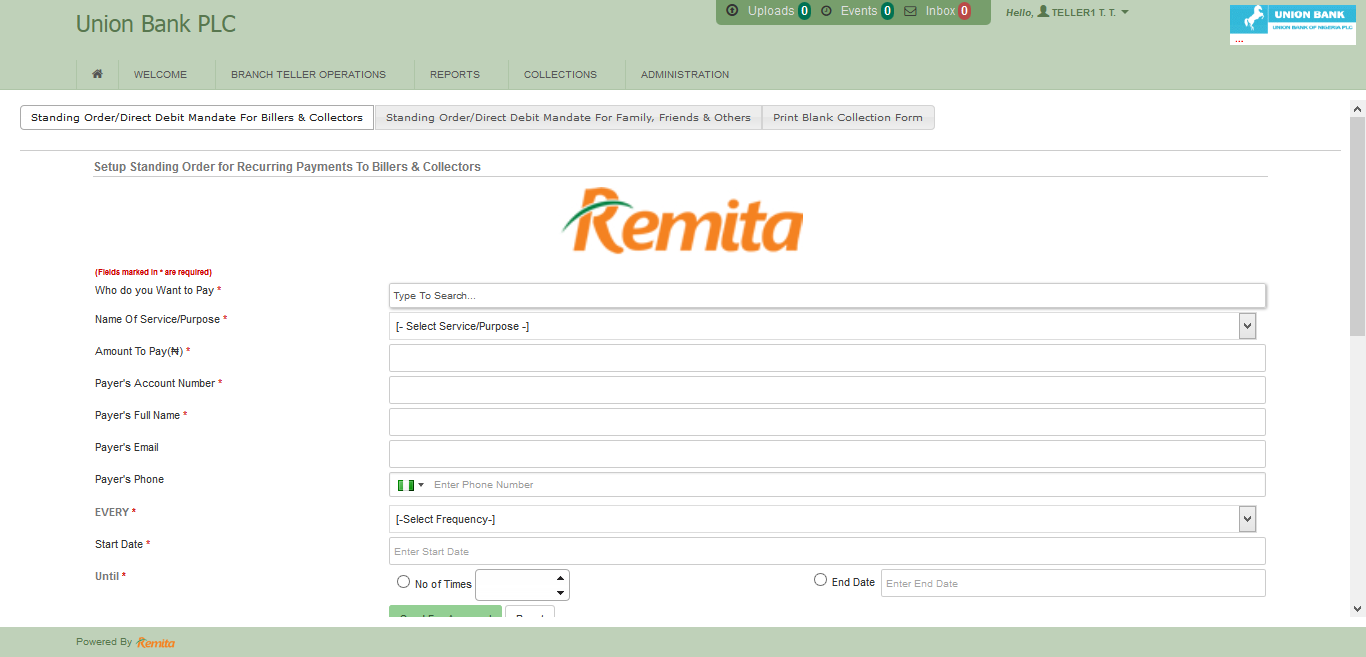 Union Bank PLC
Uploads 0 Events 0 Inbox 0
Hello, TELLER1 T. T.
UNION BANK
UNION BANK OF NIGERIA PLC
...
WELCOME BRANCH TELLER OPERATIONS REPORTS COLLECTIONS ADMINISTRATION
Standing Order/Direct Debit Mandate For Billers & Collectors Standing Order/Direct Debit Mandate For Family, Friends & Others Print Blank Collection Form
Setup Standing Order for Recurring Payments To Billers & Collectors
Remita
(Fields marked in * are required)
Who do you Want to Pay *
Type To Search...
Name Of Service/Purpose *
[- Select Service/Purpose -]
Amount To Pay(₦) *
Payer's Account Number *
Payer's Full Name *
Payer's Email
Payer's Phone
Enter Phone Number
EVERY *
[-Select Frequency-]
Start Date *
Enter Start Date
Until *
No of Times End Date Enter End Date
Powered By Remita